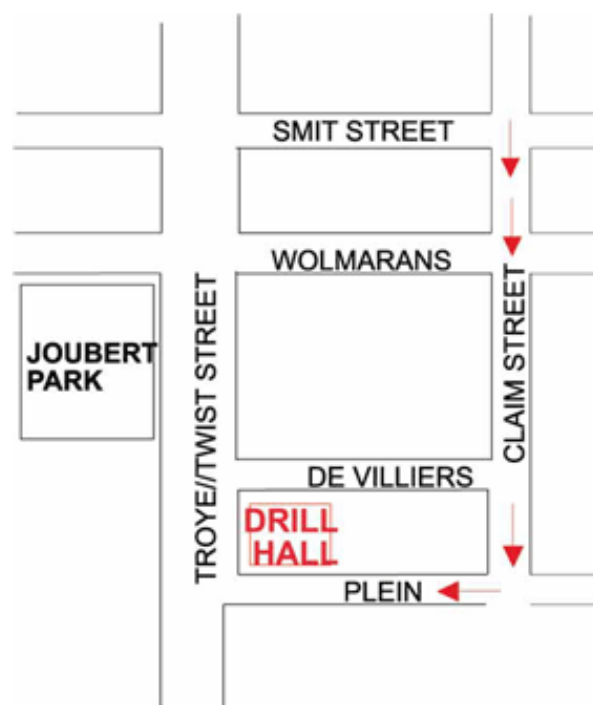 SMIT STREET
WOLMARANS
JOUBERT
PARK
TROYE//TWIST STREET
CLAIM STREET
DE VILLIERS
DRILL
HALL
PLEIN